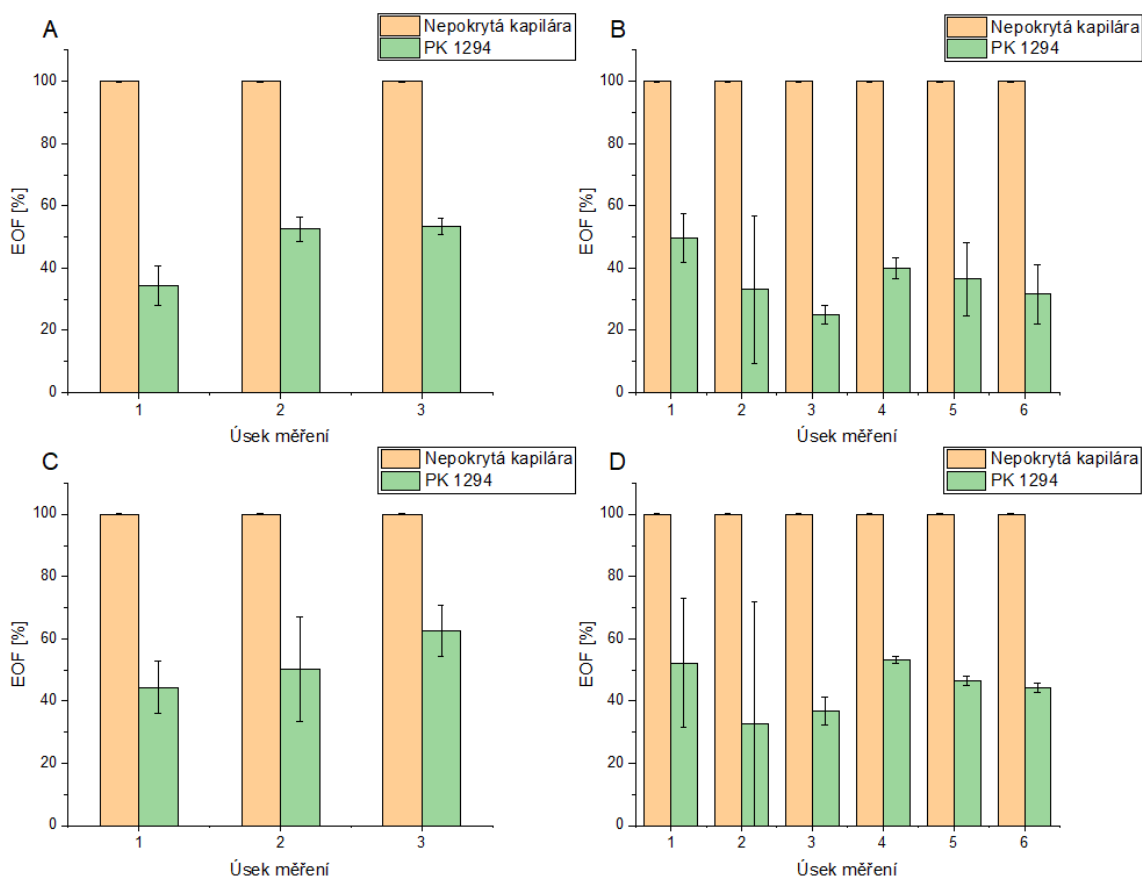 A
Nepokrytá kapilára
PK 1294
EOF [%]
100
80
60
40
20
0
1 2 3
Úsek měření
B
Nepokrytá kapilára
PK 1294
EOF [%]
100
80
60
40
20
0
1 2 3 4 5 6
Úsek měření
C
Nepokrytá kapilára
PK 1294
EOF [%]
100
80
60
40
20
0
1 2 3
Úsek měření
D
Nepokrytá kapilára
PK 1294
EOF [%]
100
80
60
40
20
0
1 2 3 4 5 6
Úsek měření